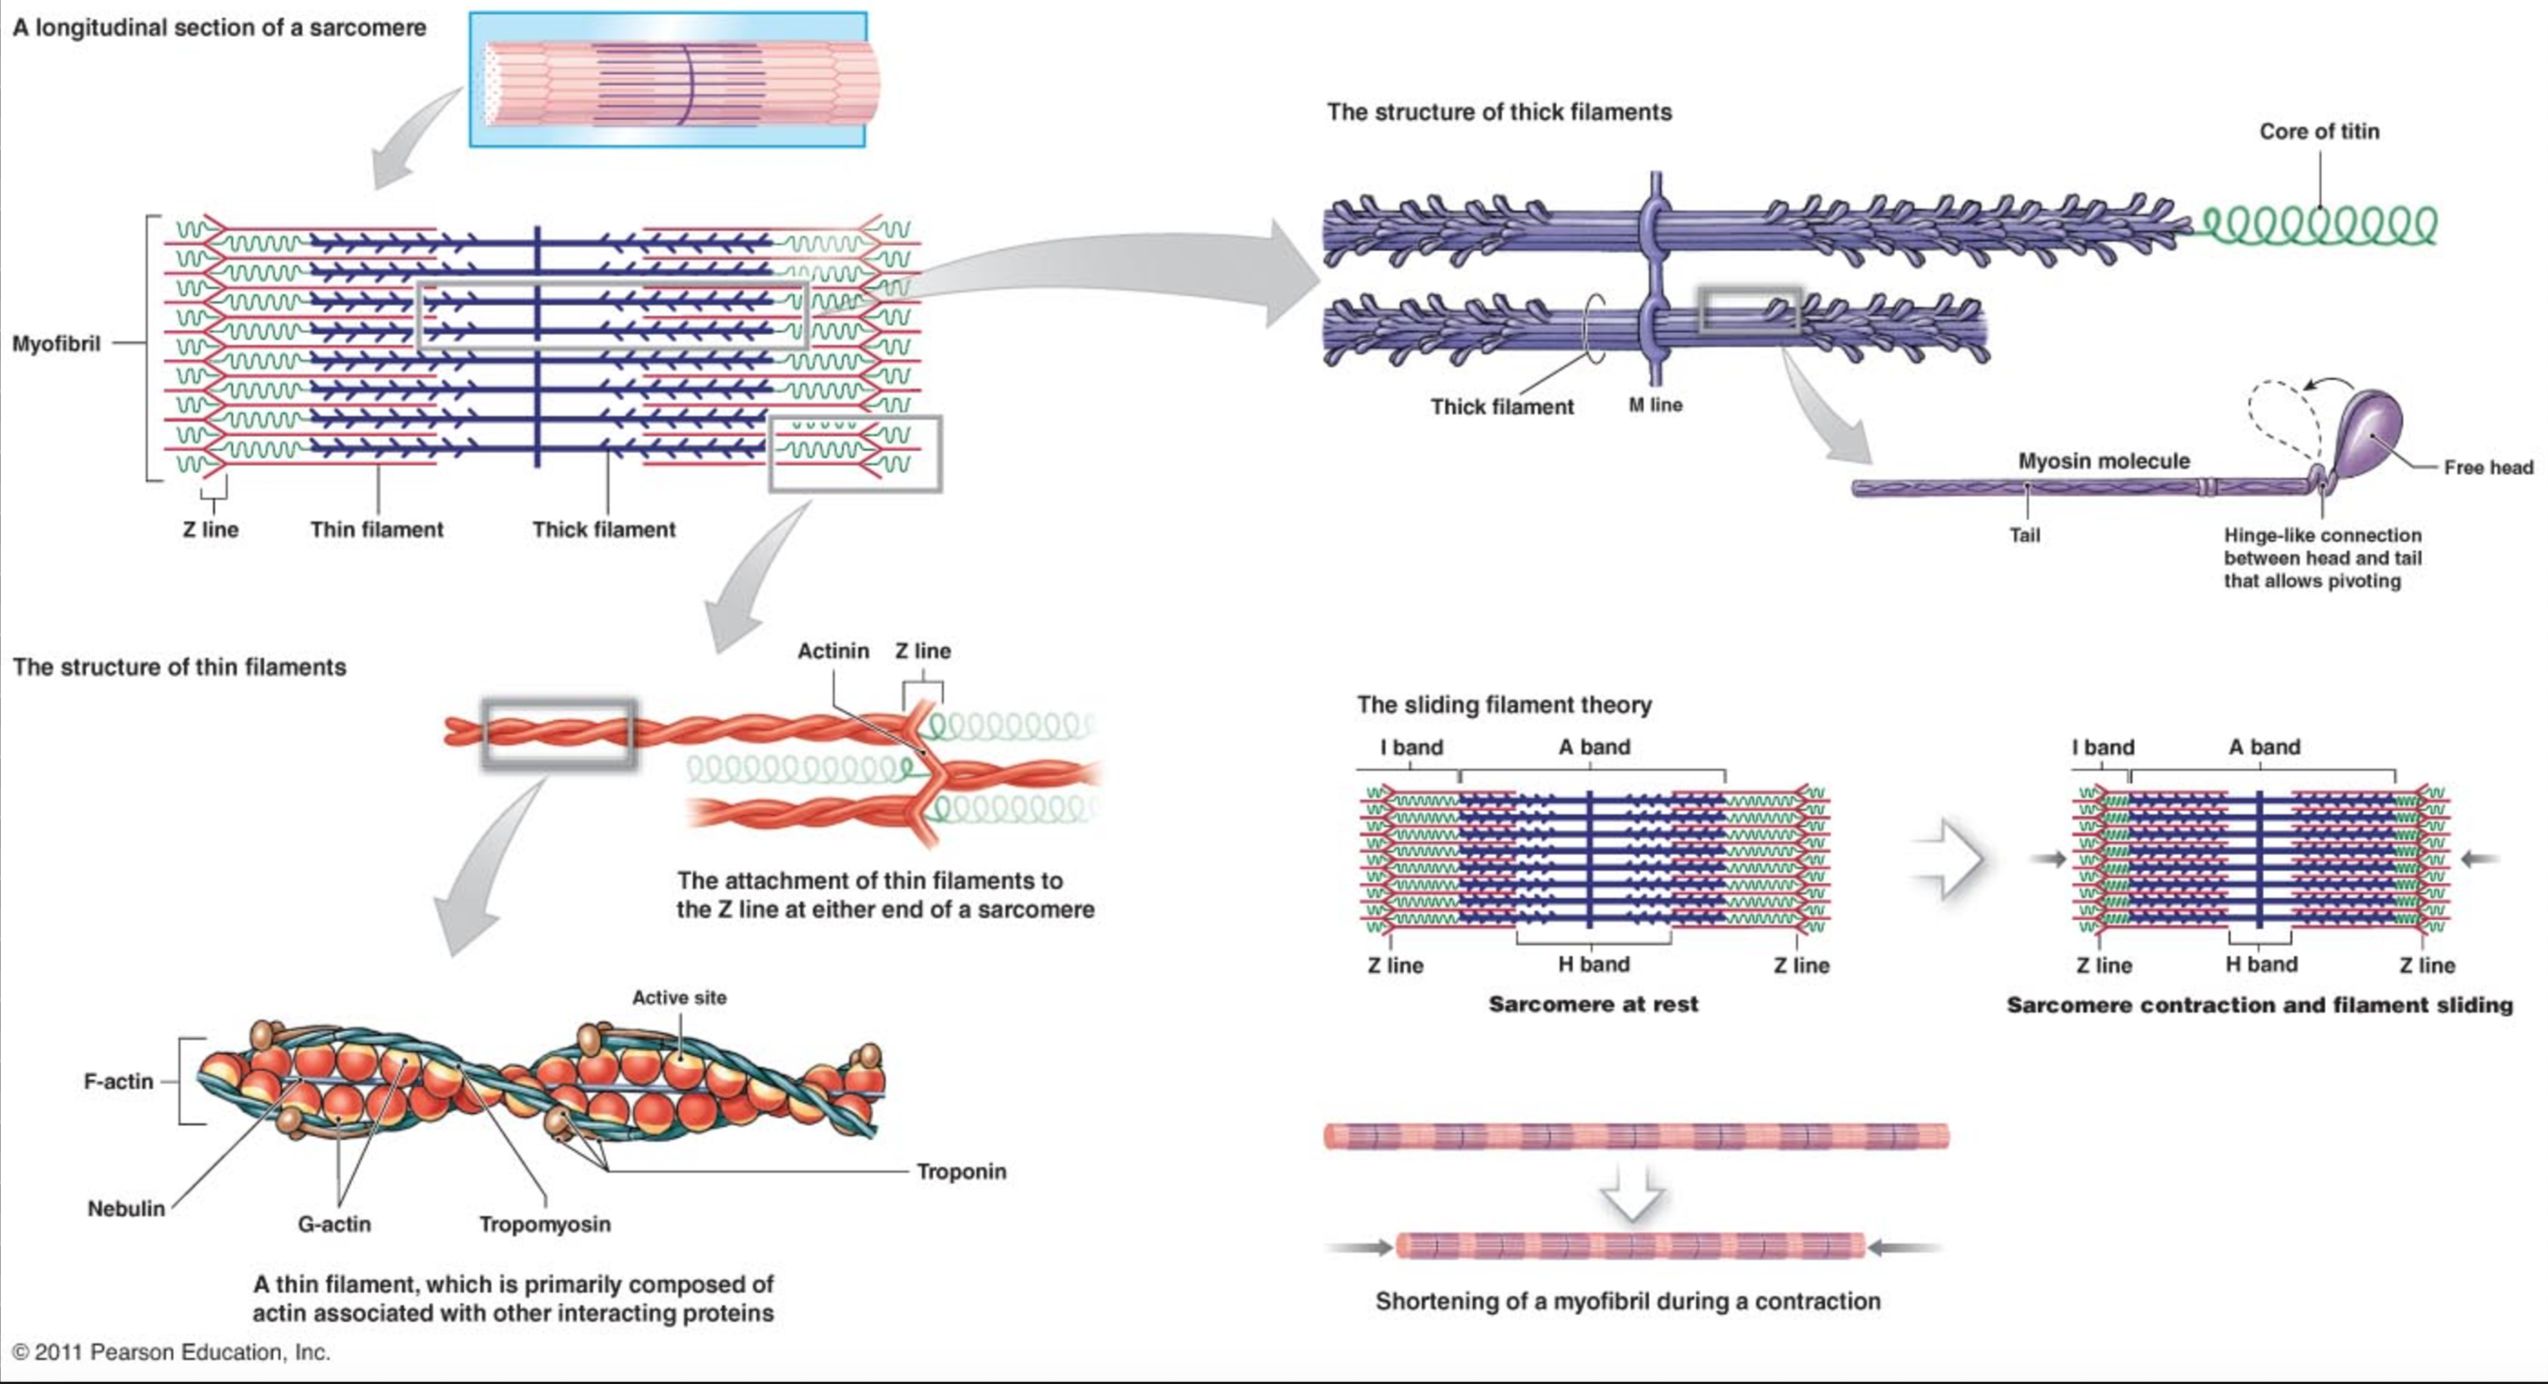 A longitudinal section of a sarcomere
Myofibril
Z line
Thin filament
Thick filament
The structure of thick filaments
Core of titin
Thick filament
M line
Myosin molecule
Free head
Tail
Hinge-like connection
between head and tail
that allows pivoting
The structure of thin filaments
Actinin
Z line
The attachment of thin filaments to
the Z line at either end of a sarcomere
Active site
F-actin
Nebulin
G-actin
Tropomyosin
Troponin
A thin filament, which is primarily composed of
actin associated with other interacting proteins
The sliding filament theory
I band
A band
Z line
H band
Z line
Sarcomere at rest
I band
A band
Z line
H band
Z line
Sarcomere contraction and filament sliding
Shortening of a myofibril during a contraction
© 2011 Pearson Education, Inc.